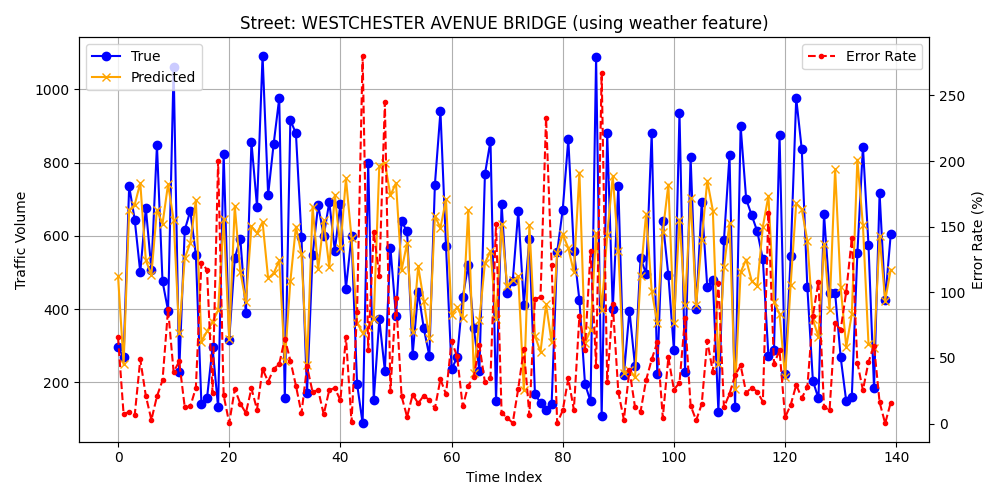 Street: WESTCHESTER AVENUE BRIDGE (using weather feature)
True
Predicted
Error Rate
Traffic Volume
1000
800
600
400
200
250
200
150
100
50
0
Error Rate (%)
0 20 40 60 80 100 120 140
Time Index